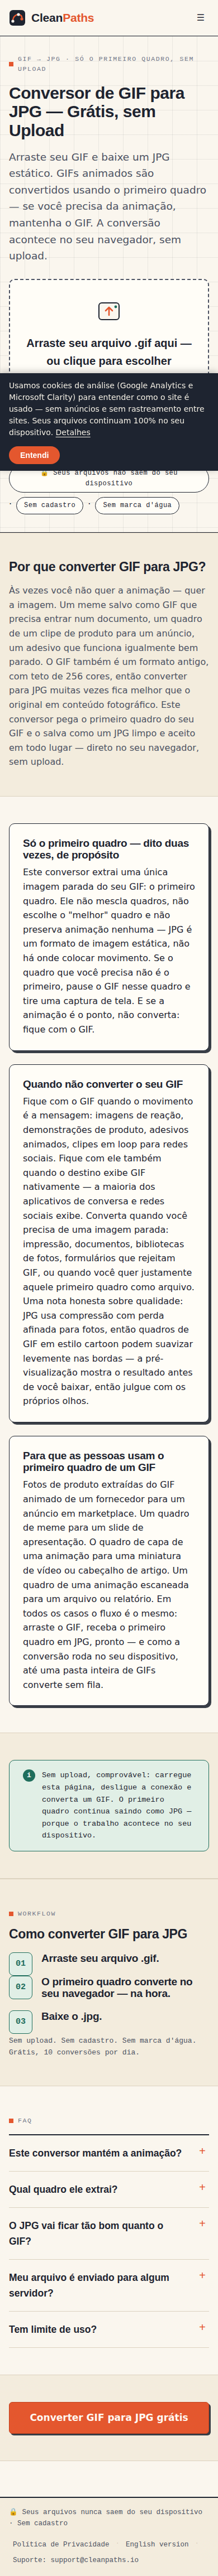 CleanPaths
GIF → JPG · SÓ O PRIMEIRO QUADRO, SEM
UPLOAD
Conversor de GIF para
JPG — Grátis, sem
Upload
Arraste seu GIF e baixe um JPG
estático. GIFs animados são
convertidos usando o primeiro quadro
— se você precisa da animação,
mantenha o GIF. A conversão
acontece no seu navegador, sem
upload.
Arraste seu arquivo .gif aqui —
ou clique para escolher
Usamos cookies de análise (Google Analytics e
Microsoft Clarity) para entender como o site é
usado — sem anúncios e sem rastreamento entre
sites. Seus arquivos continuam 100% no seu
dispositivo. Detalhes
Entendi
🔒 Seus arquivos não saem do seu
dispositivo
· Sem cadastro · Sem marca d'água
Por que converter GIF para JPG?
Às vezes você não quer a animação — quer
a imagem. Um meme salvo como GIF que
precisa entrar num documento, um quadro
de um clipe de produto para um anúncio,
um adesivo que funciona igualmente bem
parado. O GIF também é um formato antigo,
com teto de 256 cores, então converter
para JPG muitas vezes fica melhor que o
original em conteúdo fotográfico. Este
conversor pega o primeiro quadro do seu
GIF e o salva como um JPG limpo e aceito
em todo lugar — direto no seu navegador,
sem upload.
Só o primeiro quadro — dito duas
vezes, de propósito
Este conversor extrai uma única
imagem parada do seu GIF: o primeiro
quadro. Ele não mescla quadros, não
escolhe o "melhor" quadro e não
preserva animação nenhuma — JPG é
um formato de imagem estática, não
há onde colocar movimento. Se o
quadro que você precisa não é o
primeiro, pause o GIF nesse quadro e
tire uma captura de tela. E se a
animação é o ponto, não converta:
fique com o GIF.
Quando não converter o seu GIF
Fique com o GIF quando o movimento
é a mensagem: imagens de reação,
demonstrações de produto, adesivos
animados, clipes em loop para redes
sociais. Fique com ele também
quando o destino exibe GIF
nativamente — a maioria dos
aplicativos de conversa e redes
sociais exibe. Converta quando você
precisa de uma imagem parada:
impressão, documentos, bibliotecas
de fotos, formulários que rejeitam
GIF, ou quando você quer justamente
aquele primeiro quadro como arquivo.
Uma nota honesta sobre qualidade:
JPG usa compressão com perda
afinada para fotos, então quadros de
GIF em estilo cartoon podem suavizar
levemente nas bordas — a pré-
visualização mostra o resultado antes
de você baixar, então julgue com os
próprios olhos.
Para que as pessoas usam o
primeiro quadro de um GIF
Fotos de produto extraídas do GIF
animado de um fornecedor para um
anúncio em marketplace. Um quadro
de meme para um slide de
apresentação. O quadro de capa de
uma animação para uma miniatura
de vídeo ou cabeçalho de artigo. Um
quadro de uma animação escaneada
para um arquivo ou relatório. Em
todos os casos o fluxo é o mesmo:
arraste o GIF, receba o primeiro
quadro em JPG, pronto — e como a
conversão roda no seu dispositivo,
até uma pasta inteira de GIFs
converte sem fila.
Sem upload, comprovável: carregue
esta página, desligue a conexão e
converta um GIF. O primeiro
quadro continua saindo como JPG —
porque o trabalho acontece no seu
dispositivo.
WORKFLOW
Como converter GIF para JPG
01 Arraste seu arquivo .gif.
02 O primeiro quadro converte no
seu navegador — na hora.
03 Baixe o .jpg.
Sem upload. Sem cadastro. Sem marca d'água.
Grátis, 10 conversões por dia.
FAQ
Este conversor mantém a animação? +
Qual quadro ele extrai? +
O JPG vai ficar tão bom quanto o
GIF? +
Meu arquivo é enviado para algum
servidor? +
Tem limite de uso? +
Converter GIF para JPG grátis
🔒 Seus arquivos nunca saem do seu dispositivo
· Sem cadastro
Política de Privacidade English version
Suporte: support@cleanpaths.io